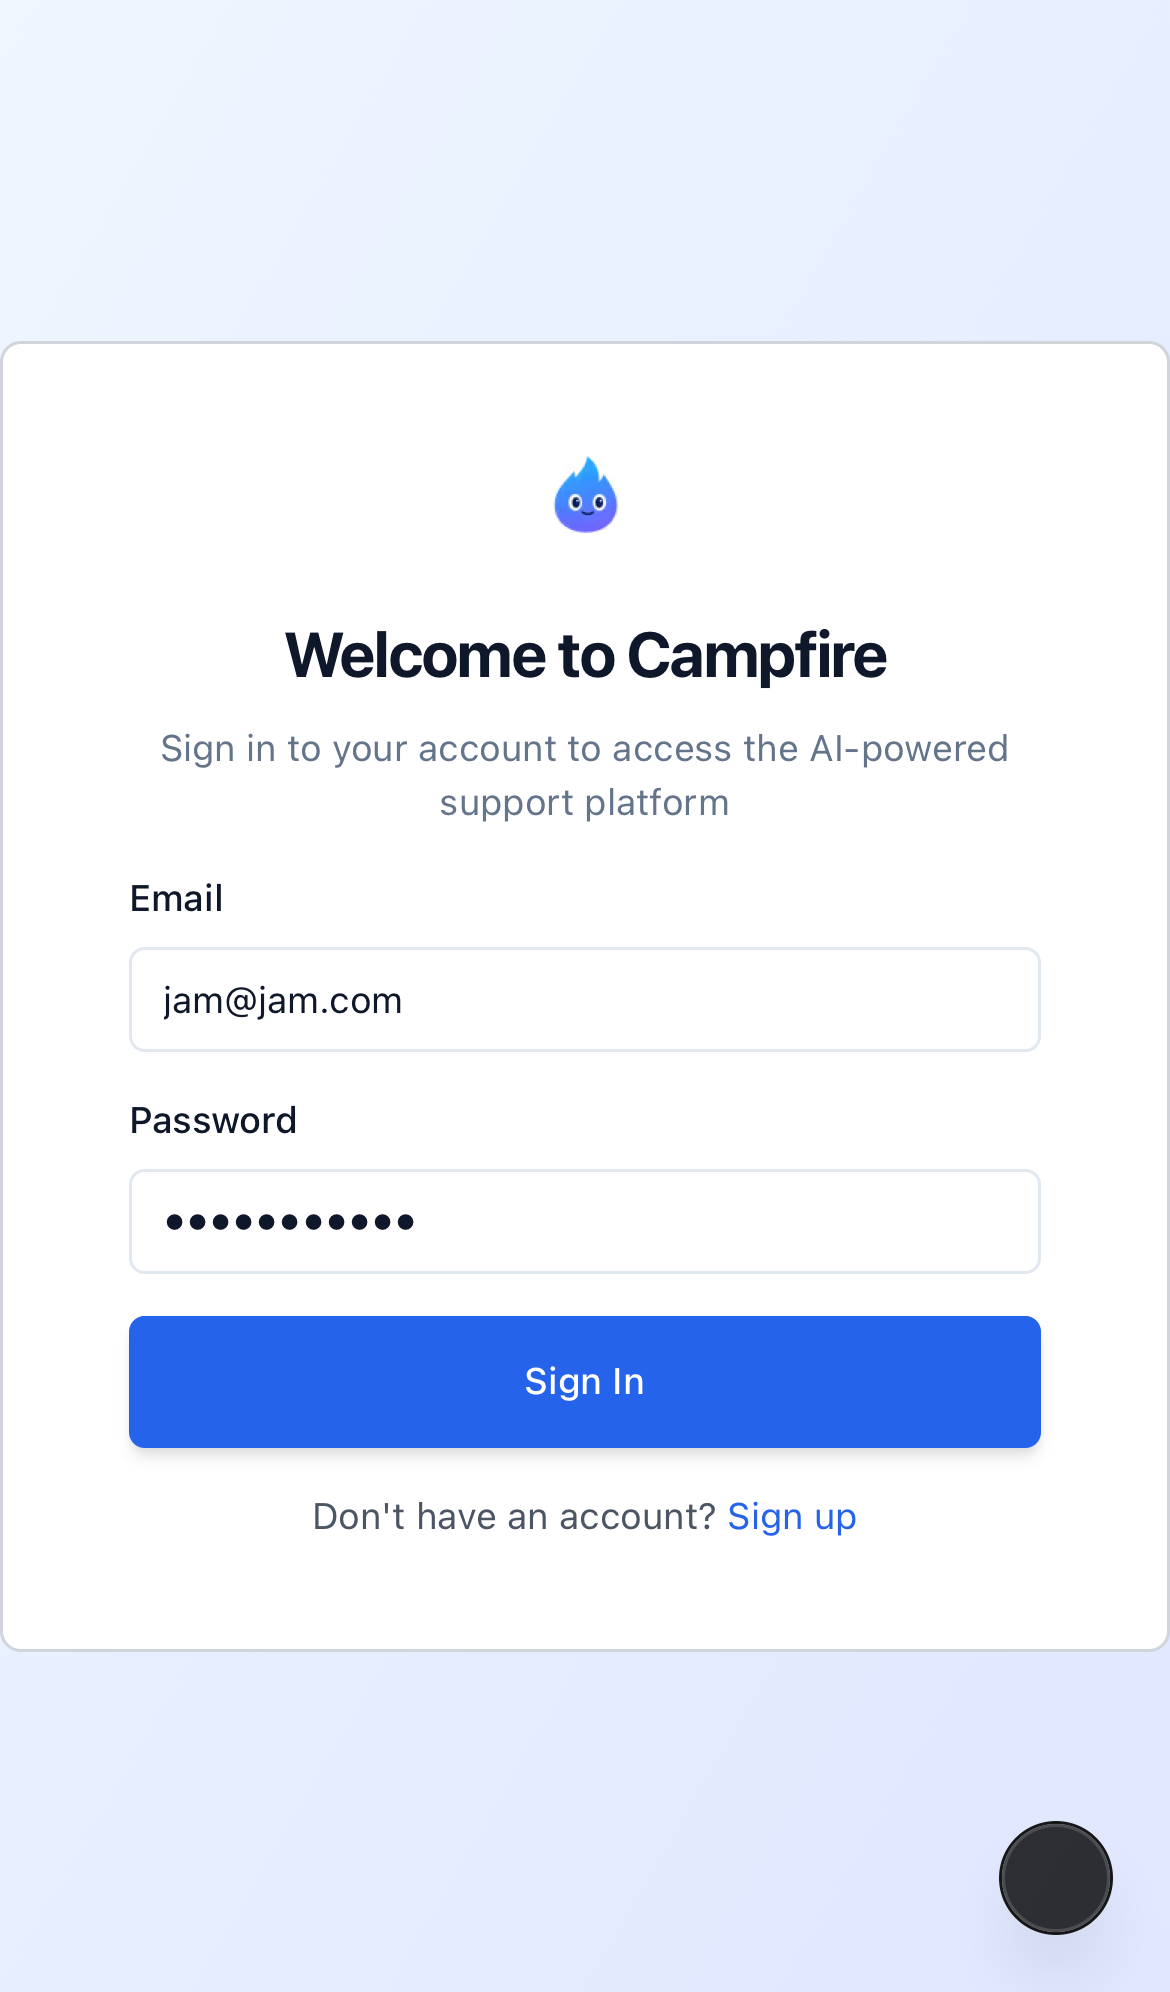 Welcome to Campfire
Sign in to your account to access the AI-powered
support platform
Email
jam@jam.com
Password
•••••••••••
Sign In
Don't have an account? Sign up